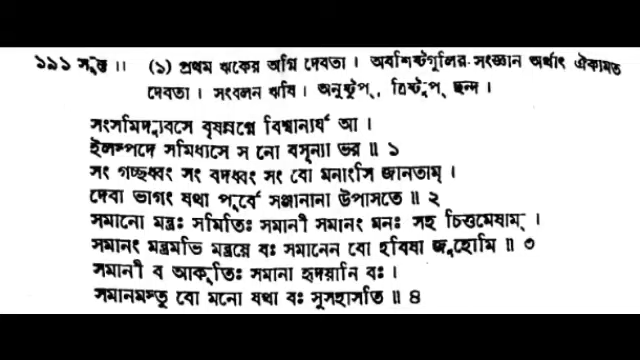 ১৯১ সূক্ত ।। (১) প্রথম ঋকের অগ্নি দেবতা । অবশিষ্টগুলির সংজ্ঞান অর্থাৎ ঐকামত
দেবতা । সংবলন ঋষি । অনুষ্টুপ্, ত্রিষ্টুপ্ ছন্দ ।
সংসমিদ্যুবসে বৃষন্নগ্নে বিশ্বান্যর্য আ ।
ইলস্পদে সমিধ্যসে স নো বসূন্যা ভর ॥ ১
সং গচ্ছধ্বং সং বদধ্বং সং বো মনাংসি জানতাম্ ।
দেবা ভাগং যথা পূর্বে সঞ্জানানা উপাসতে ॥ ২
সমানো মন্ত্রঃ সমিতিঃ সমানী সমানং মনঃ সহ চিত্তমেষাম্ ।
সমানং মন্ত্রমভি মন্ত্রয়ে বঃ সমানেন বো হবিষা জুহোমি ॥ ৩
সমানী ব আকূতিঃ সমানা হৃদয়ানি বঃ ।
সমানমস্তু বো মনো যথা বঃ সুসহাসতি ॥ ৪